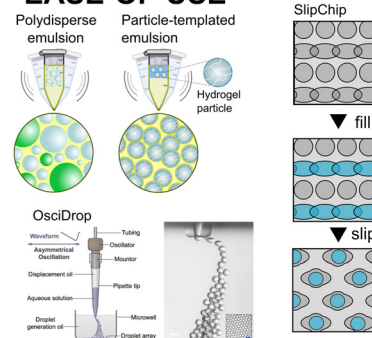 EASE OF USE
Polydisperse
emulsion
Particle-templated
emulsion
Hydrogel
particle
OsciDrop
Waveform
Asymmetrical
Oscillation
Displacement oil
Aqueous solution
Droplet
generation oil
Tubing
Oscillator
Mountor
Pipette tip
Microwell
Droplet array
SlipChip
fill
slip